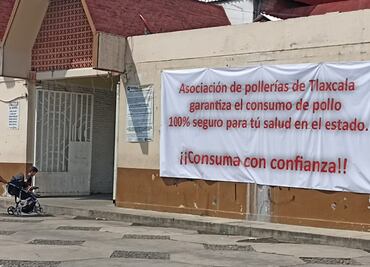 Asociación de pollerías de Tlaxcala
garantiza el consumo de pollo
100% seguro para tú salud en el estado.
¡¡Consuma con confianza!!